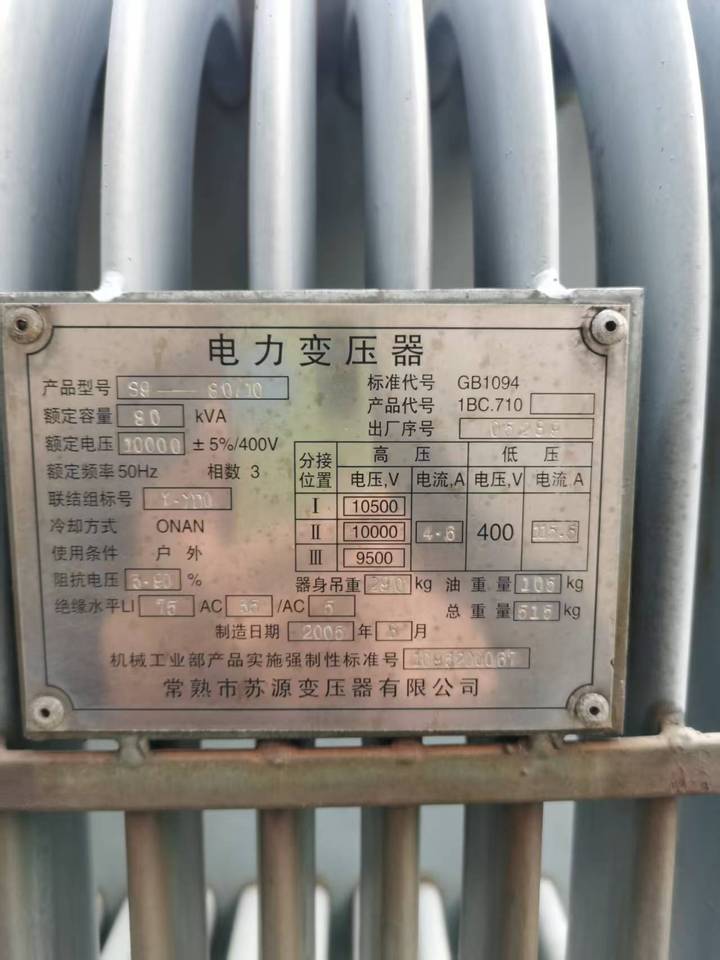 电力变压器
产品型号 S9——80/10
标准代号 GB1094
额定容量 80 kVA
产品代号 1BC.710
额定电压 10000 ±5%/400V
出厂序号
额定频率 50Hz 相数 3
分接位置 高压 低压
电压,V 电流,A 电压,V 电流,A
联结组标号
Ⅰ 10500
冷却方式 ONAN
Ⅱ 10000 4-6 400 115.5
使用条件 户外
Ⅲ 9500
阻抗电压 %
器身吊重 290 kg 油重量 105 kg
绝缘水平LI 75 AC 35 /AC 5
总重量 515 kg
制造日期 2005 年 月
机械工业部产品实施强制性标准号
常熟市苏源变压器有限公司